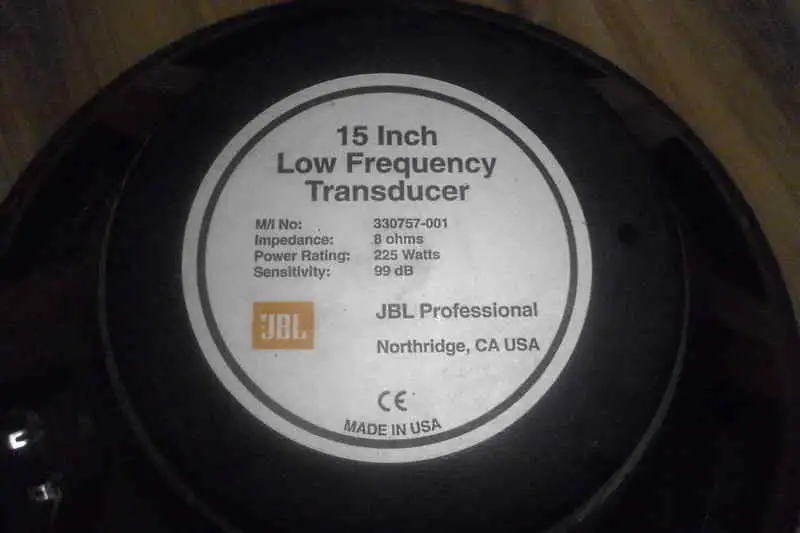 15 Inch
Low Frequency
Transducer
M/I No: 330757-001
Impedance: 8 ohms
Power Rating: 225 Watts
Sensitivity: 99 dB
JBL
JBL Professional
Northridge, CA USA
CE
MADE IN USA